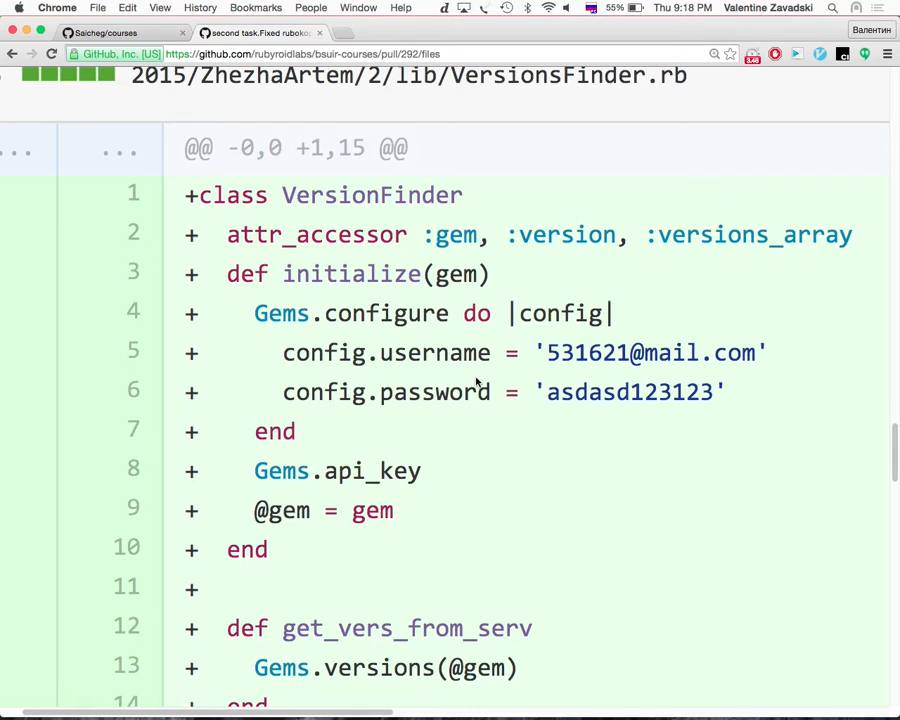 Chrome File Edit View History Bookmarks People Window Help 55% Thu 9:18 PM Valentine Zavadski
Saicheg/courses × second task.Fixed ruboko × Валентин
GitHub, Inc. [US] https://github.com/rubyroidlabs/bsuir-courses/pull/292/files
2015/ZhezhaArtem/2/lib/VersionsFinder.rb
... ... @@ -0,0 +1,15 @@
1 +class VersionFinder
2 + attr_accessor :gem, :version, :versions_array
3 + def initialize(gem)
4 + Gems.configure do |config|
5 + config.username = '531621@mail.com'
6 + config.password = 'asdasd123123'
7 + end
8 + Gems.api_key
9 + @gem = gem
10 + end
11 +
12 + def get_vers_from_serv
13 + Gems.versions(@gem)
14 + end